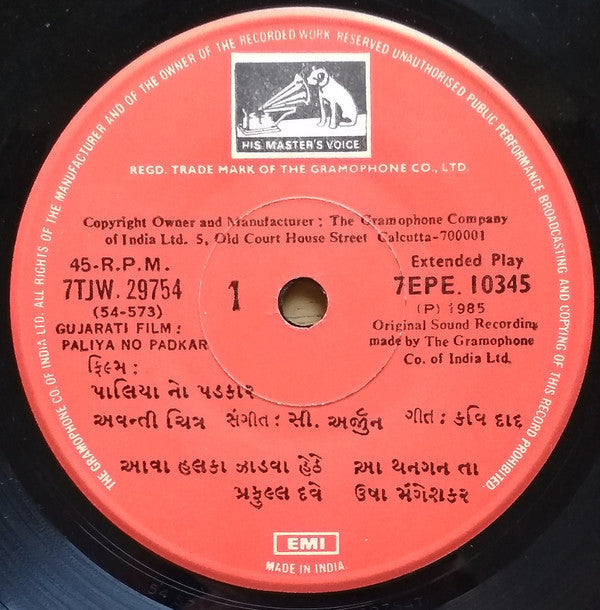 THE GRAMOPHONE CO. OF INDIA LTD. ALL RIGHTS OF THE MANUFACTURER AND OF THE OWNER OF THE RECORDED WORK RESERVED UNAUTHORISED PUBLIC PERFORMANCE BROADCASTING AND COPYING OF THIS RECORD PROHIBITED.
HIS MASTER'S VOICE
REGD. TRADE MARK OF THE GRAMOPHONE CO., LTD.
Copyright Owner and Manufacturer : The Gramophone Company
of India Ltd. 5, Old Court House Street Calcutta-700001
45-R.P.M. Extended Play
7TJW. 29754 1 7EPE. 10345
(54-573) (P) 1985
GUJARATI FILM : Original Sound Recording
PALIYA NO PADKAR made by The Gramophone
Co. of India Ltd.
ફિલ્મ :
પાલિયા નો પડકાર
અવન્તી ચિત્ર સંગીત : સી. અર્જુન ગીત : કવિ દાદ
આવા હલકા ઝાડવા હેઠે આ થનગન તા
પ્રફુલ્લ દવે ઉષા મંગેશકર
EMI
MADE IN INDIA